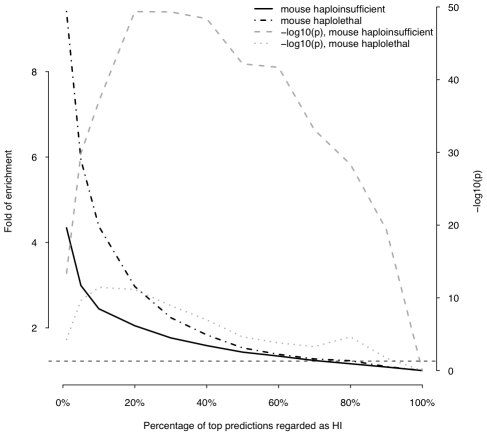 mouse haploinsufficient
mouse haplolethal
−log10(p), mouse haploinsufficient
−log10(p), mouse haplolethal
50
8
40
6
30
Fold of enrichment
−log10(p)
4
20
2
10
0
0%
20%
40%
60%
80%
100%
Percentage of top predictions regarded as HI